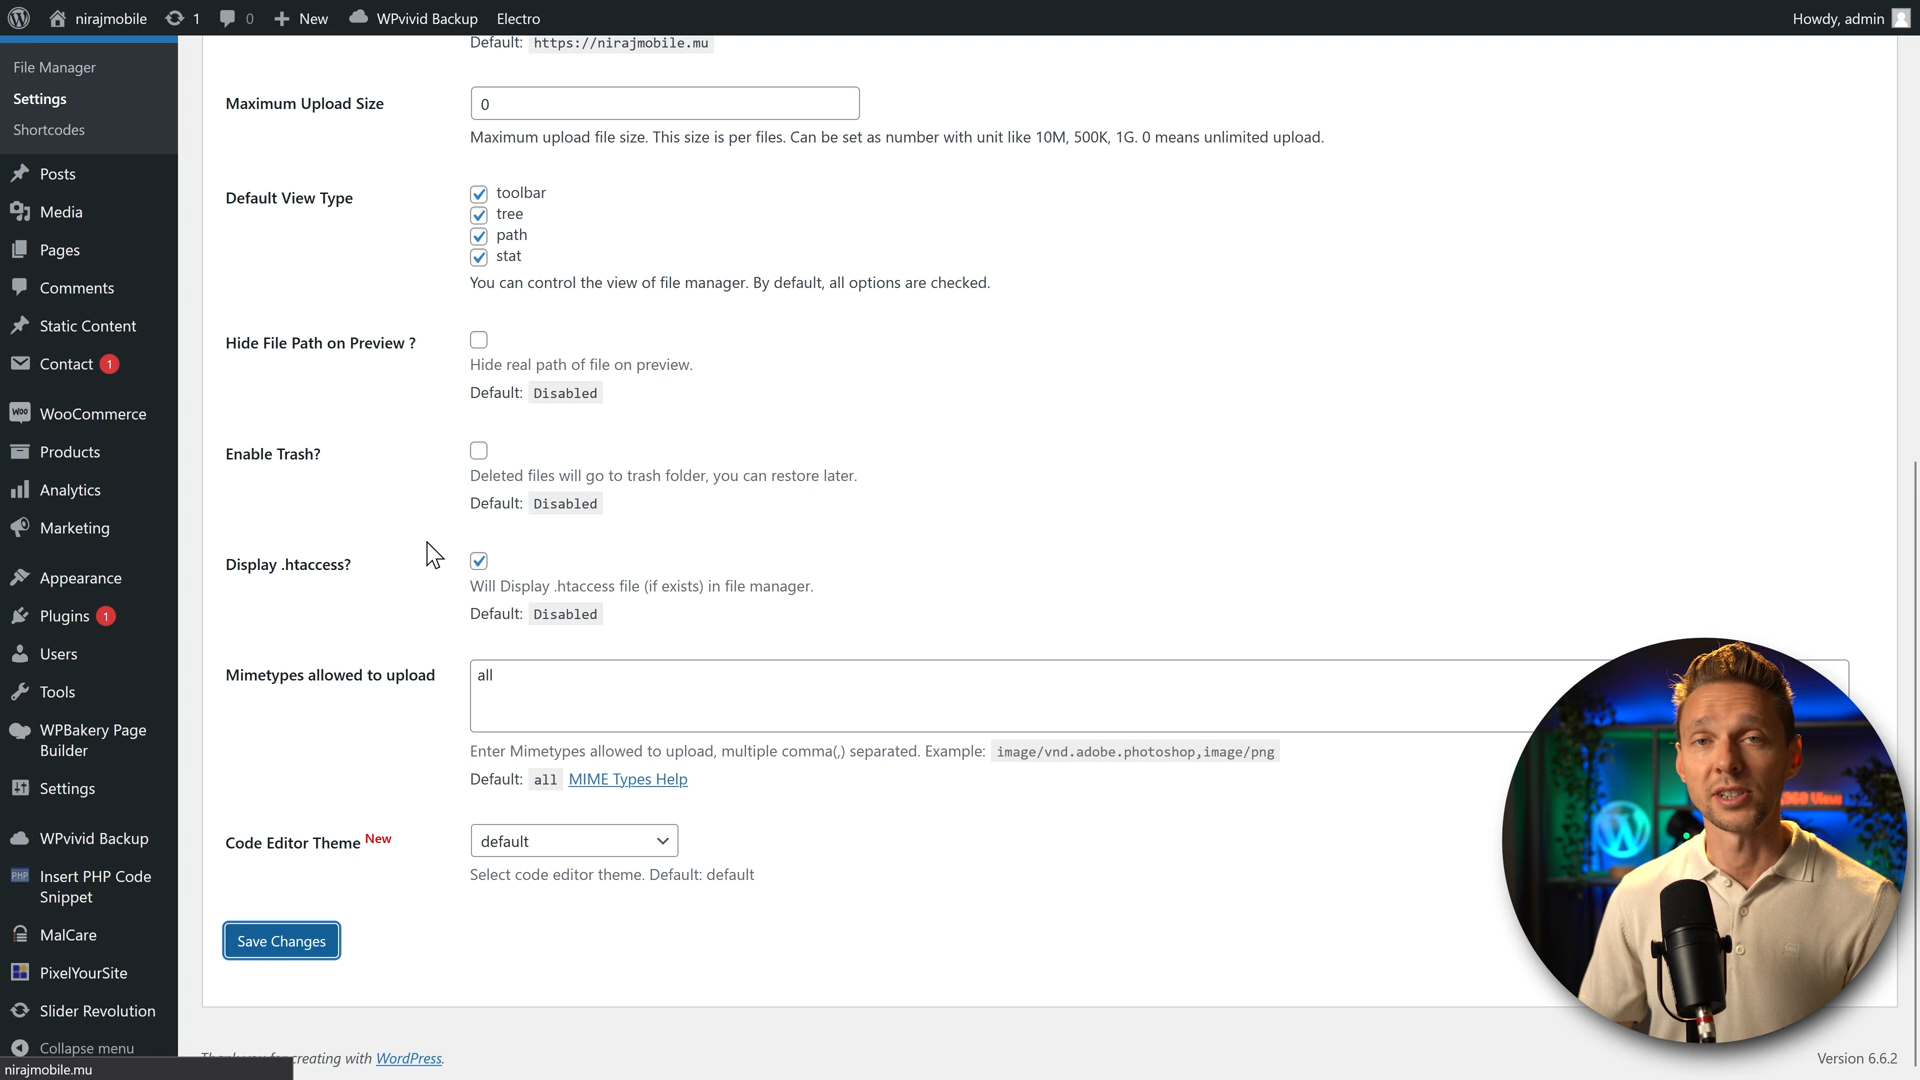 nirajmobile 1 0 New WPvivid Backup Electro Howdy, admin
File Manager
Settings
Shortcodes
Posts
Media
Pages
Comments
Static Content
Contact 1
WooCommerce
Products
Analytics
Marketing
Appearance
Plugins 1
Users
Tools
WPBakery Page
Builder
Settings
WPvivid Backup
Insert PHP Code
Snippet
MalCare
PixelYourSite
Slider Revolution
Collapse menu
nirajmobile.mu
Default: https://nirajmobile.mu
Maximum Upload Size
0
Maximum upload file size. This size is per files. Can be set as number with unit like 10M, 500K, 1G. 0 means unlimited upload.
Default View Type
toolbar
tree
path
stat
You can control the view of file manager. By default, all options are checked.
Hide File Path on Preview ?
Hide real path of file on preview.
Default: Disabled
Enable Trash?
Deleted files will go to trash folder, you can restore later.
Default: Disabled
Display .htaccess?
Will Display .htaccess file (if exists) in file manager.
Default: Disabled
Mimetypes allowed to upload
all
Enter Mimetypes allowed to upload, multiple comma(,) separated. Example: image/vnd.adobe.photoshop,image/png
Default: all MIME Types Help
Code Editor Theme New
default
Select code editor theme. Default: default
Save Changes
creating with WordPress.
Version 6.6.2